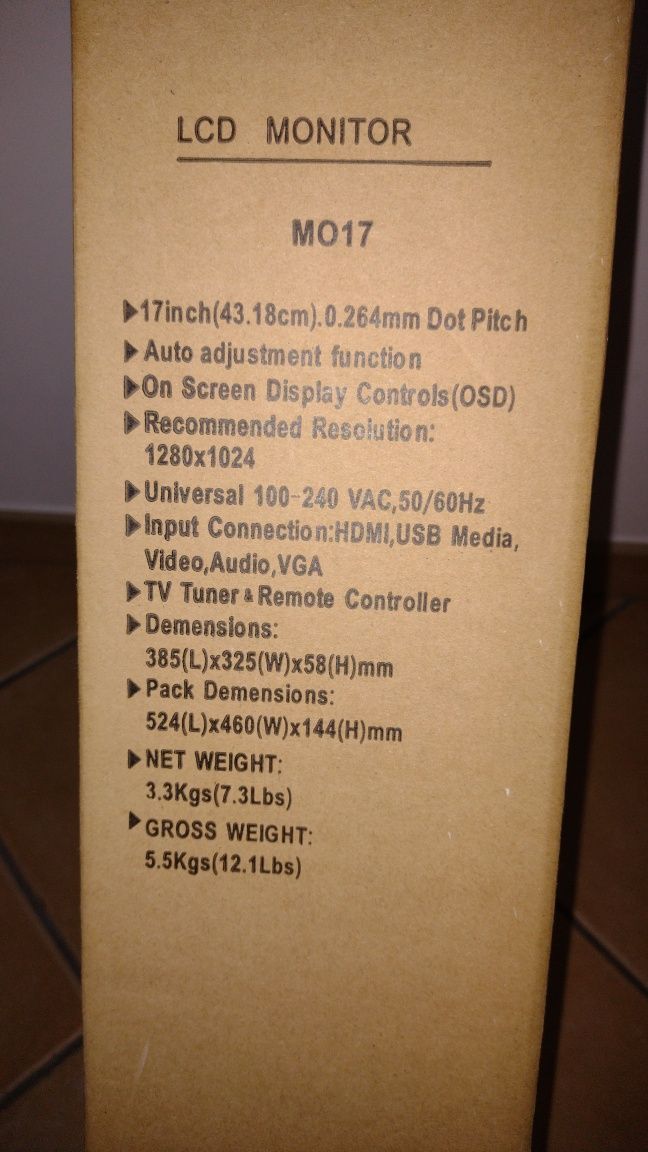 LCD MONITOR
MO17
▶17inch(43.18cm).0.264mm Dot Pitch
▶Auto adjustment function
▶On Screen Display Controls(OSD)
▶Recommended Resolution:
1280x1024
▶Universal 100-240 VAC,50/60Hz
▶Input Connection:HDMI,USB Media,
Video,Audio,VGA
▶TV Tuner & Remote Controller
▶Demensions:
385(L)x325(W)x58(H)mm
▶Pack Demensions:
524(L)x460(W)x144(H)mm
▶NET WEIGHT:
3.3Kgs(7.3Lbs)
▶GROSS WEIGHT:
5.5Kgs(12.1Lbs)